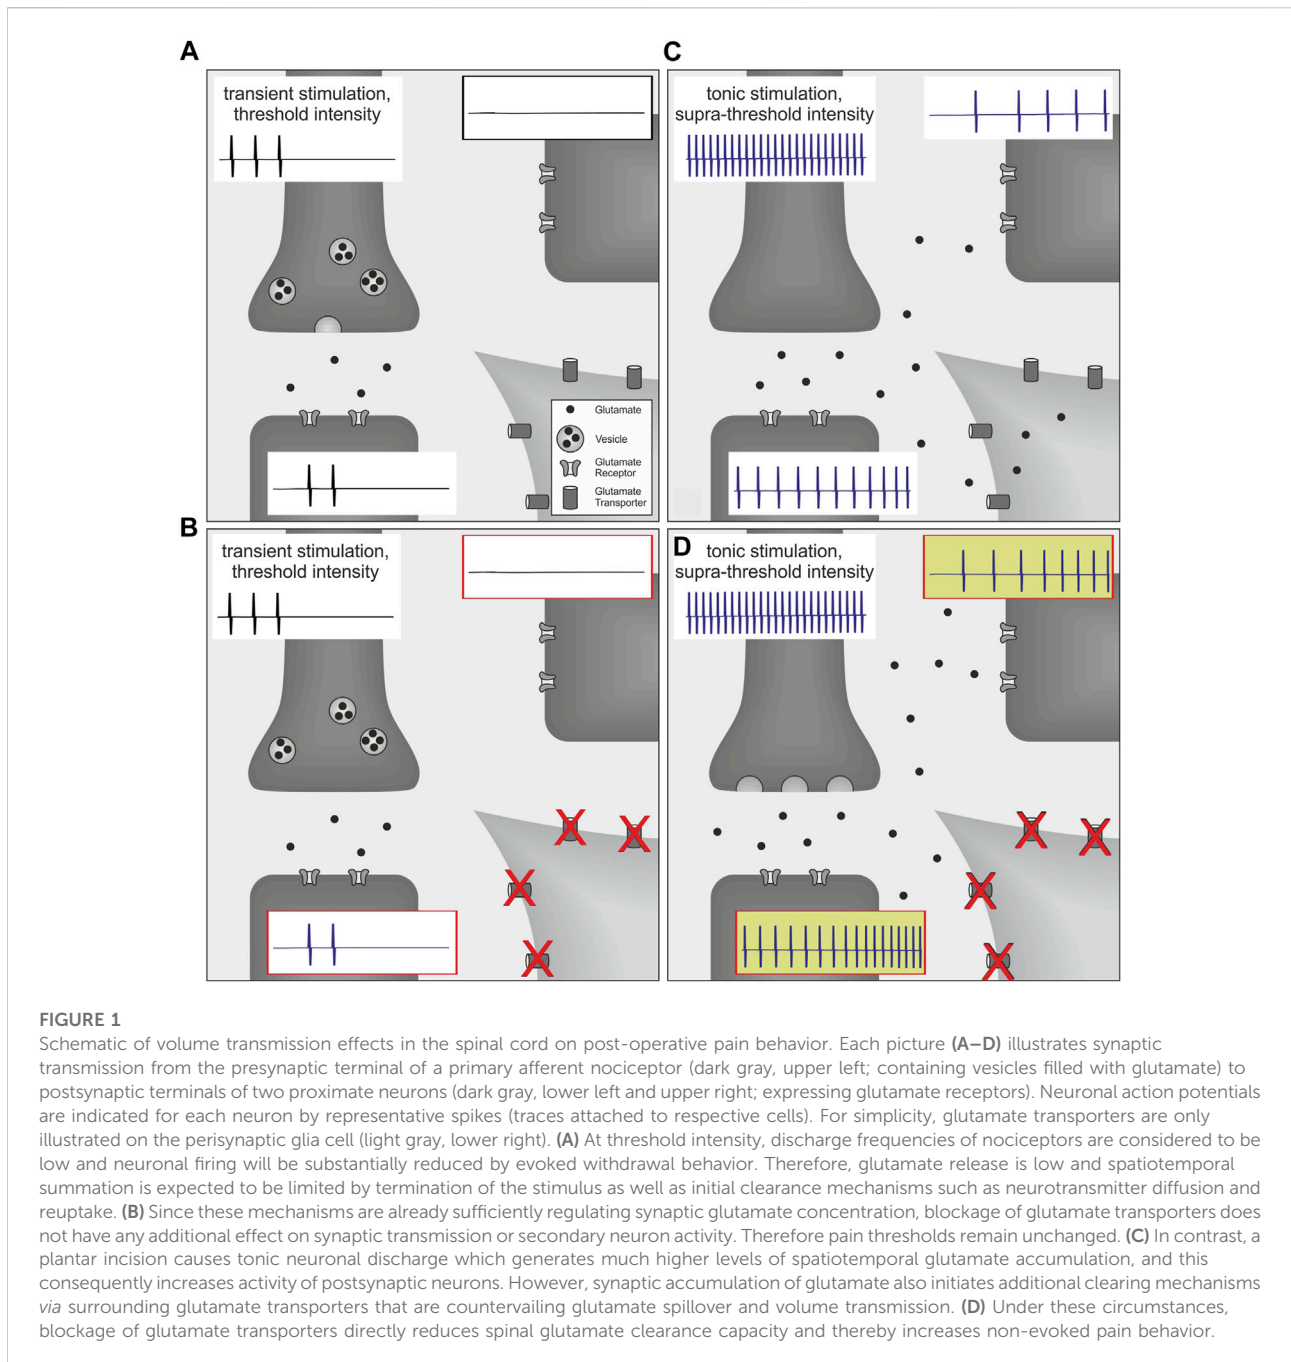 A
transient stimulation,
threshold intensity
C
tonic stimulation,
supra-threshold intensity
Glutamate
Vesicle
Glutamate
Receptor
Glutamate
Transporter
B
transient stimulation,
threshold intensity
D
tonic stimulation,
supra-threshold intensity
FIGURE 1
Schematic of volume transmission effects in the spinal cord on post-operative pain behavior. Each picture (A–D) illustrates synaptic
transmission from the presynaptic terminal of a primary afferent nociceptor (dark gray, upper left; containing vesicles filled with glutamate) to
postsynaptic terminals of two proximate neurons (dark gray, lower left and upper right; expressing glutamate receptors). Neuronal action potentials
are indicated for each neuron by representative spikes (traces attached to respective cells). For simplicity, glutamate transporters are only
illustrated on the perisynaptic glia cell (light gray, lower right). (A) At threshold intensity, discharge frequencies of nociceptors are considered to be
low and neuronal firing will be substantially reduced by evoked withdrawal behavior. Therefore, glutamate release is low and spatiotemporal
summation is expected to be limited by termination of the stimulus as well as initial clearance mechanisms such as neurotransmitter diffusion and
reuptake. (B) Since these mechanisms are already sufficiently regulating synaptic glutamate concentration, blockage of glutamate transporters does
not have any additional effect on synaptic transmission or secondary neuron activity. Therefore pain thresholds remain unchanged. (C) In contrast, a
plantar incision causes tonic neuronal discharge which generates much higher levels of spatiotemporal glutamate accumulation, and this
consequently increases activity of postsynaptic neurons. However, synaptic accumulation of glutamate also initiates additional clearing mechanisms
via surrounding glutamate transporters that are countervailing glutamate spillover and volume transmission. (D) Under these circumstances,
blockage of glutamate transporters directly reduces spinal glutamate clearance capacity and thereby increases non-evoked pain behavior.